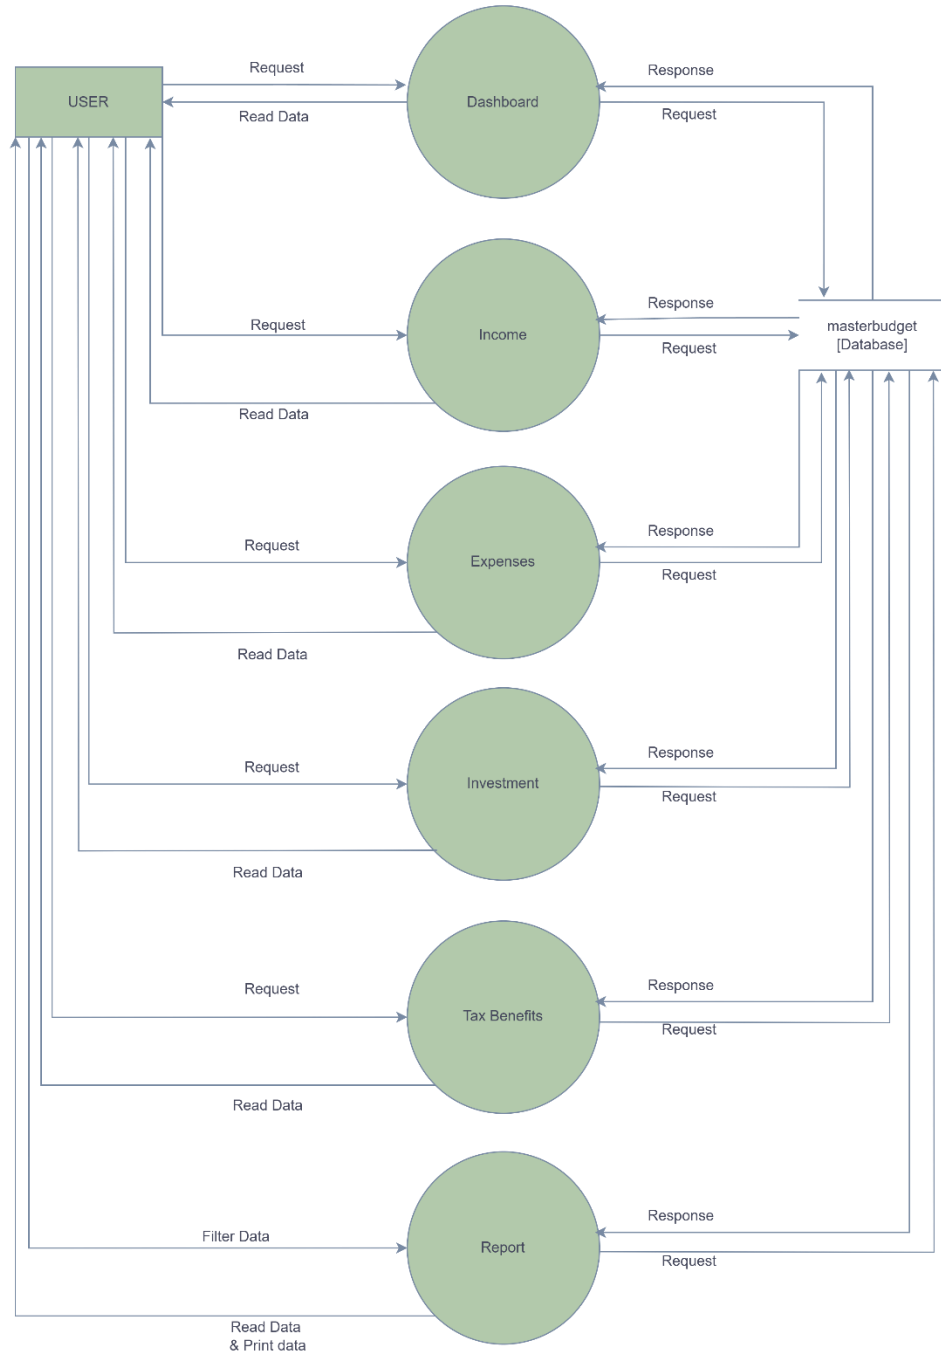 Request
Response
USER
Dashboard
Read Data
Request
Response
masterbudget
[Database]
Request
Income
Request
Read Data
Response
Request
Expenses
Request
Read Data
Response
Request
Investment
Request
Read Data
Response
Request
Tax Benefits
Request
Read Data
Response
Filter Data
Report
Request
Read Data
& Print data